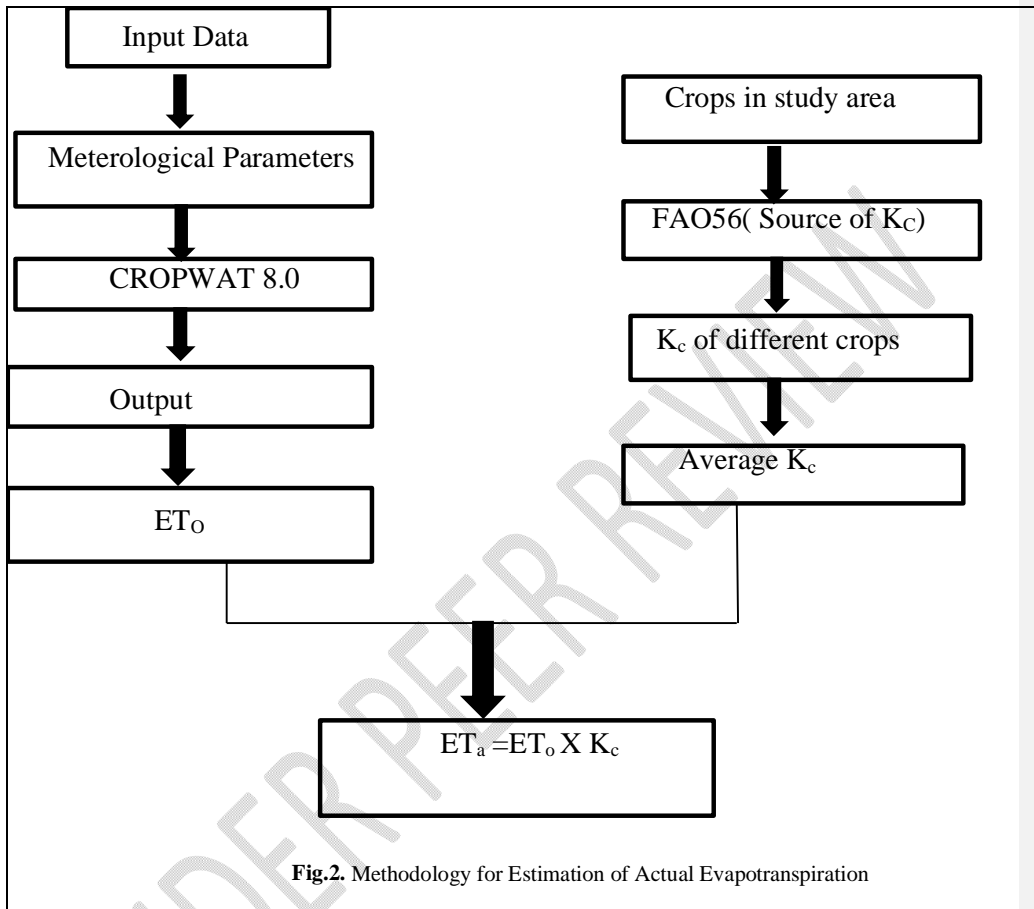 Input Data
Meterological Parameters
CROPWAT 8.0
Output
ETO
Crops in study area
FAO56( Source of KC)
Kc of different crops
Average Kc
ETa =ETo X Kc
Fig.2. Methodology for Estimation of Actual Evapotranspiration
DER PEER REVIEW